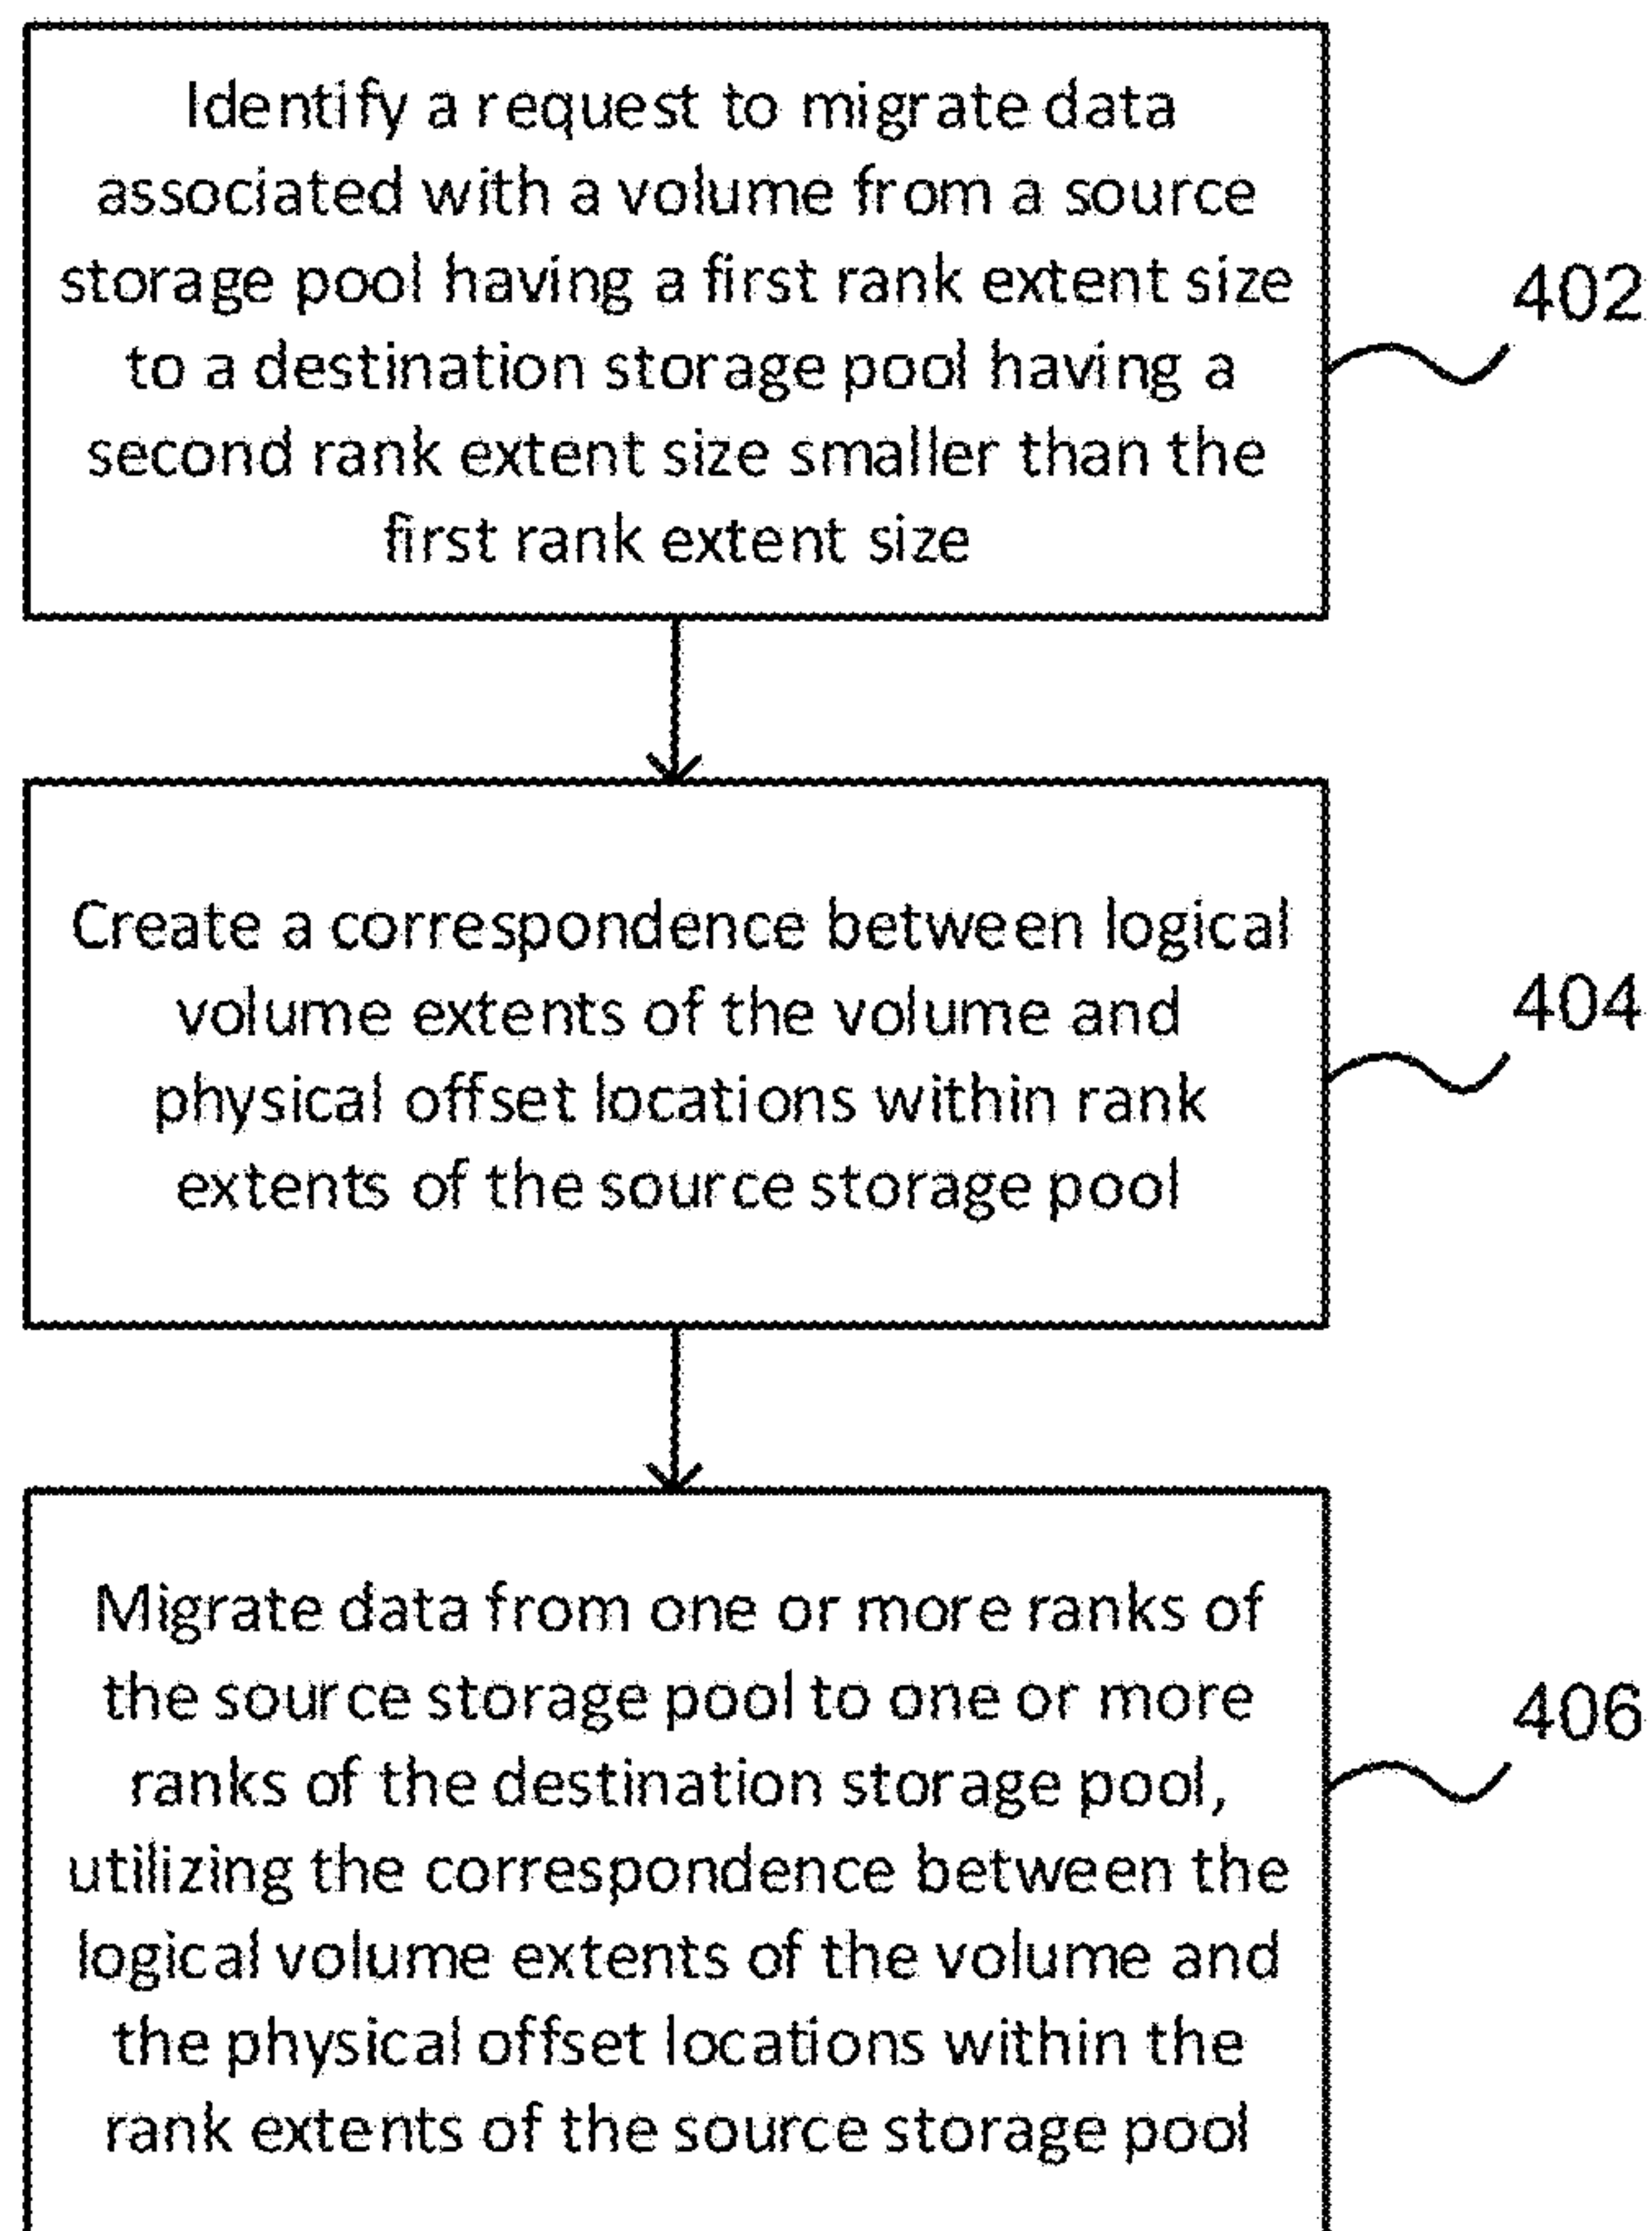 Identify a request to migrate data
associated with a volume from a source
storage pool having a first rank extent size
to a destination storage pool having a
second rank extent size smaller than the
first rank extent size
402
Create a correspondence between logical
volume extents of the volume and
physical offset locations within rank
extents of the source storage pool
404
Migrate data from one or more ranks of
the source storage pool to one or more
ranks of the destination storage pool,
utilizing the correspondence between the
logical volume extents of the volume and
the physical offset locations within the
rank extents of the source storage pool
406